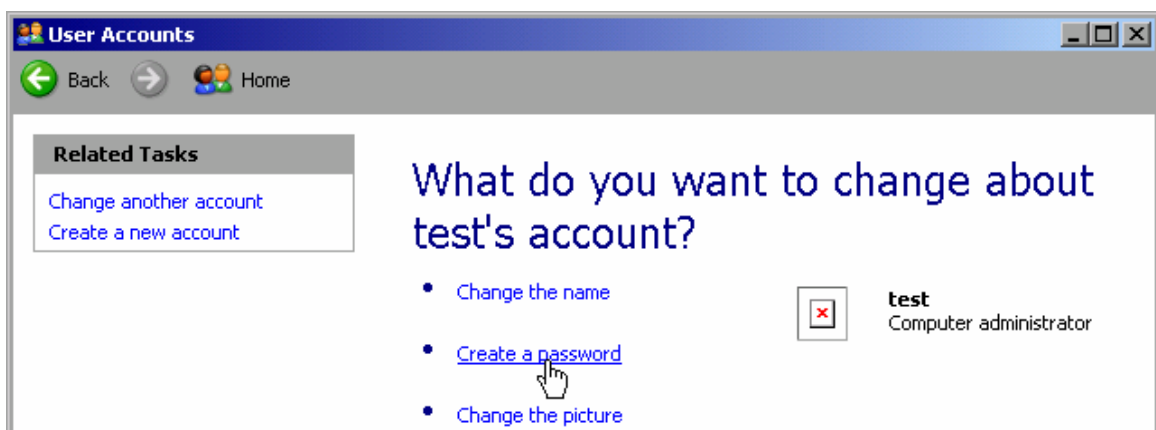 User Accounts
Back Home
Related Tasks
Change another account
Create a new account
What do you want to change about
test's account?
Change the name
Create a password
Change the picture
test
Computer administrator